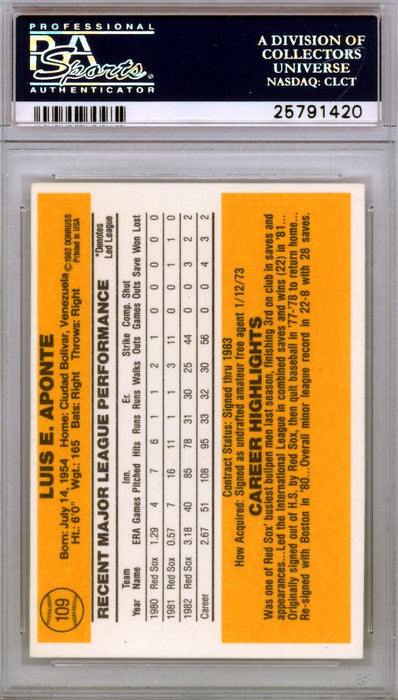 PROFESSIONAL
PSA
Sports
AUTHENTICATOR
A DIVISION OF
COLLECTORS
UNIVERSE
NASDAQ: CLCT
25791420
109
LUIS E. APONTE
Born: July 14, 1954 Home: Ciudad Bolivar, Venezuela
Ht.: 6'0" Wgt.: 165 Bats: Right Throws: Right
© 1982 DONRUSS
Printed in USA
RECENT MAJOR LEAGUE PERFORMANCE
*Denotes
Led League
Team Inn. Er. Strike Comp. Shut
Year Name ERA Games Pitched Hits Runs Runs Walks Outs Games Outs Save Won Lost
1980 Red Sox 1.29 4 7 6 1 1 2 1 0 0 0 0 0
1981 Red Sox 0.57 7 16 11 1 1 3 11 0 0 1 1 0
1982 Red Sox 3.18 40 85 78 31 30 25 44 0 0 3 2 2
Career 2.67 51 108 95 33 32 30 56 0 0 4 3 2
Contract Status: Signed thru 1983
How Acquired: Signed as undrafted amateur free agent 1/12/73
CAREER HIGHLIGHTS
Was one of Red Sox' busiest bullpen men last season, finishing 3rd on club in saves and
appearances...Led the International League in combined saves and wins (22) in '81...
Originally signed out of H.S. by Red Sox, then quit baseball in '77-'78 to return home...
Re-signed with Boston in '80...Overall minor league record in 22-8 with 28 saves.